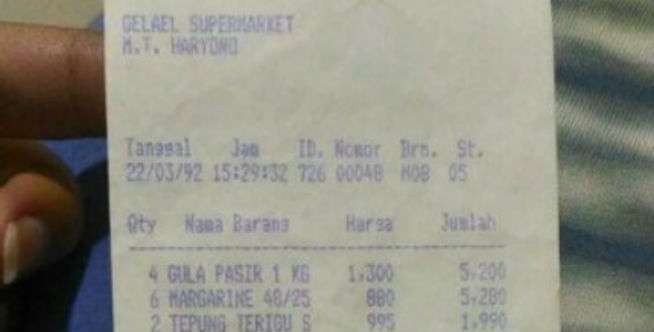 GELAEL SUPERMARKET
M.T. HARYONO
Tanggal Jam ID. Nomor Brn. St.
22/03/92 15:29:32 726 00048 MOB 05
Qty Nama Barang Harga Jumlah
4 GULA PASIR 1 KG 1.300 5.200
6 MARGARINE 48/25 880 5.280
2 TEPUNG TERIGU S 995 1.990